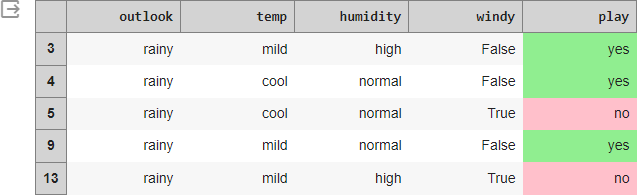 outlook temp humidity windy play
3 rainy mild high False yes
4 rainy cool normal False yes
5 rainy cool normal True no
9 rainy mild normal False yes
13 rainy mild high True no